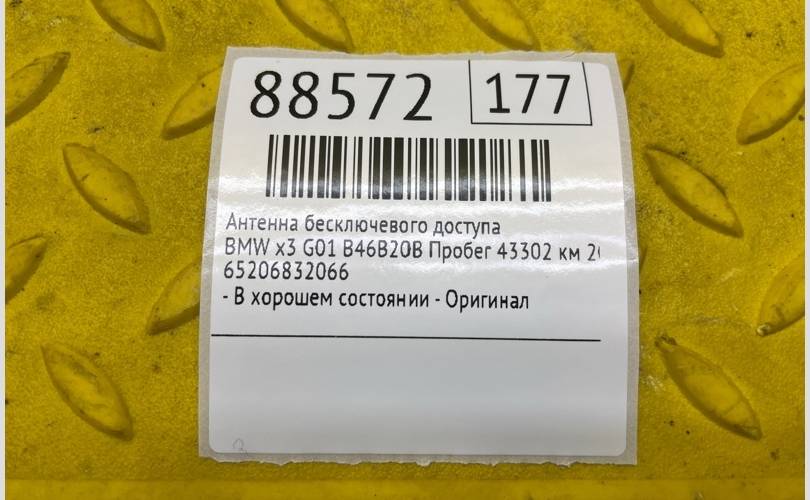 88572 177
Антенна бесключевого доступа
BMW x3 G01 B46B20B Пробег 43302 км
65206832066
- В хорошем состоянии - Оригинал